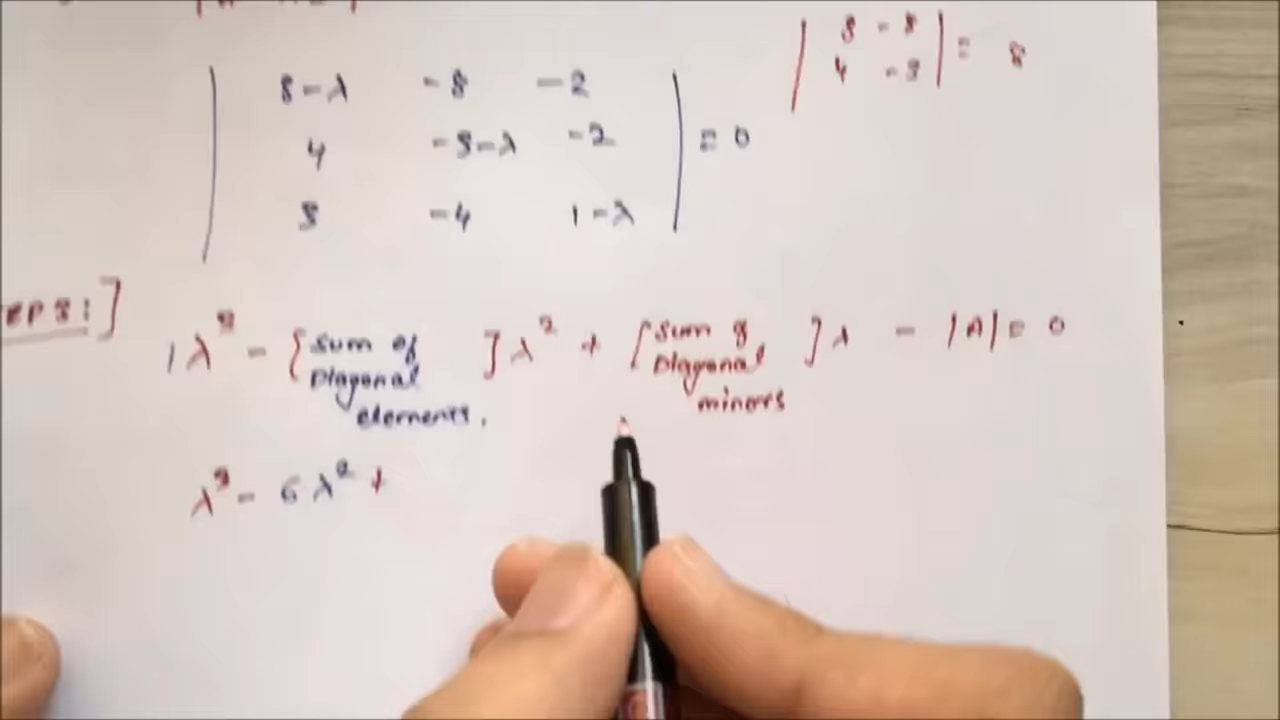 | 8 -8 |
| 4 -3 | = 8
| 8-λ -8 -2 |
| 4 -3-λ -2 | = 0
| 3 -4 1-λ |
EP 3:]
1λ³ - [Sum of Diagonal elements.]λ² + [Sum of Diagonal minors]λ - |A| = 0
λ³ - 6λ² +